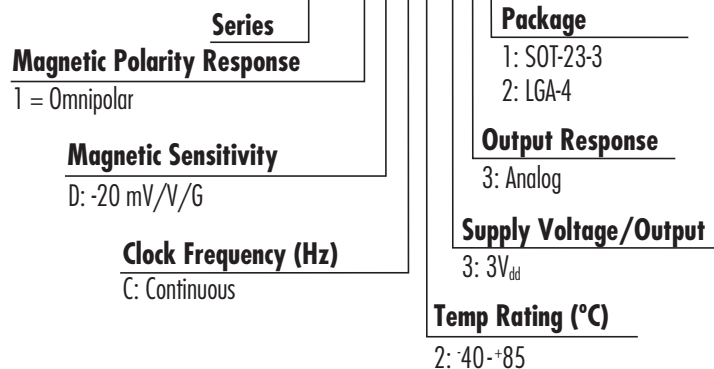 Series
Magnetic Polarity Response
1 = Omnipolar
Magnetic Sensitivity
D: -20 mV/V/G
Clock Frequency (Hz)
C: Continuous
Package
1: SOT-23-3
2: LGA-4
Output Response
3: Analog
Supply Voltage/Output
3: 3Vdd
Temp Rating (ºC)
2: -40-+85